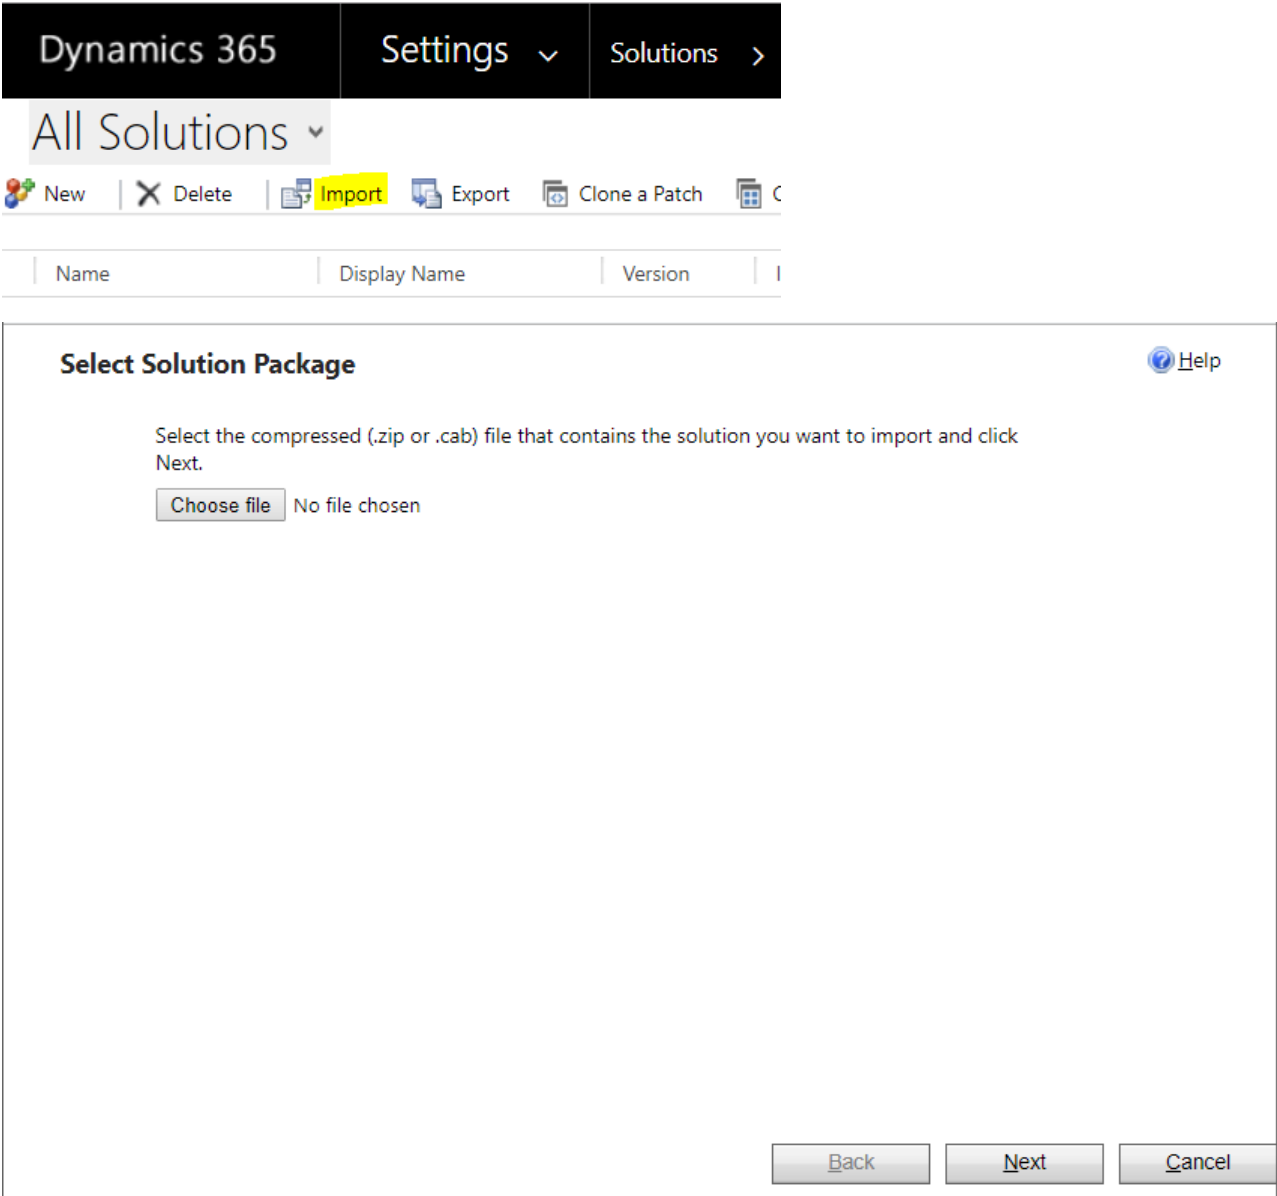 Dynamics 365 Settings Solutions
All Solutions
New Delete Import Export Clone a Patch
Name Display Name Version
Select Solution Package Help
Select the compressed (.zip or .cab) file that contains the solution you want to import and click
Next.
Choose file No file chosen
Back Next Cancel